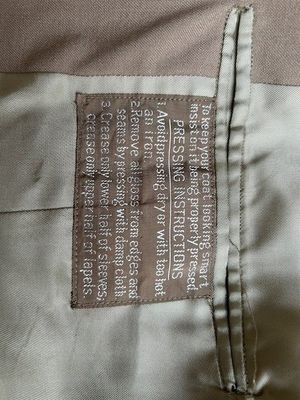 To keep your coat looking smart
insist on it being properly pressed.
PRESSING INSTRUCTIONS
1. Avoid pressing dry or with too hot
an iron.
2. Remove all gloss from edges and
seams by pressing with damp cloth
3. Crease only lower half of sleeves,
crease only upper half of lapels.